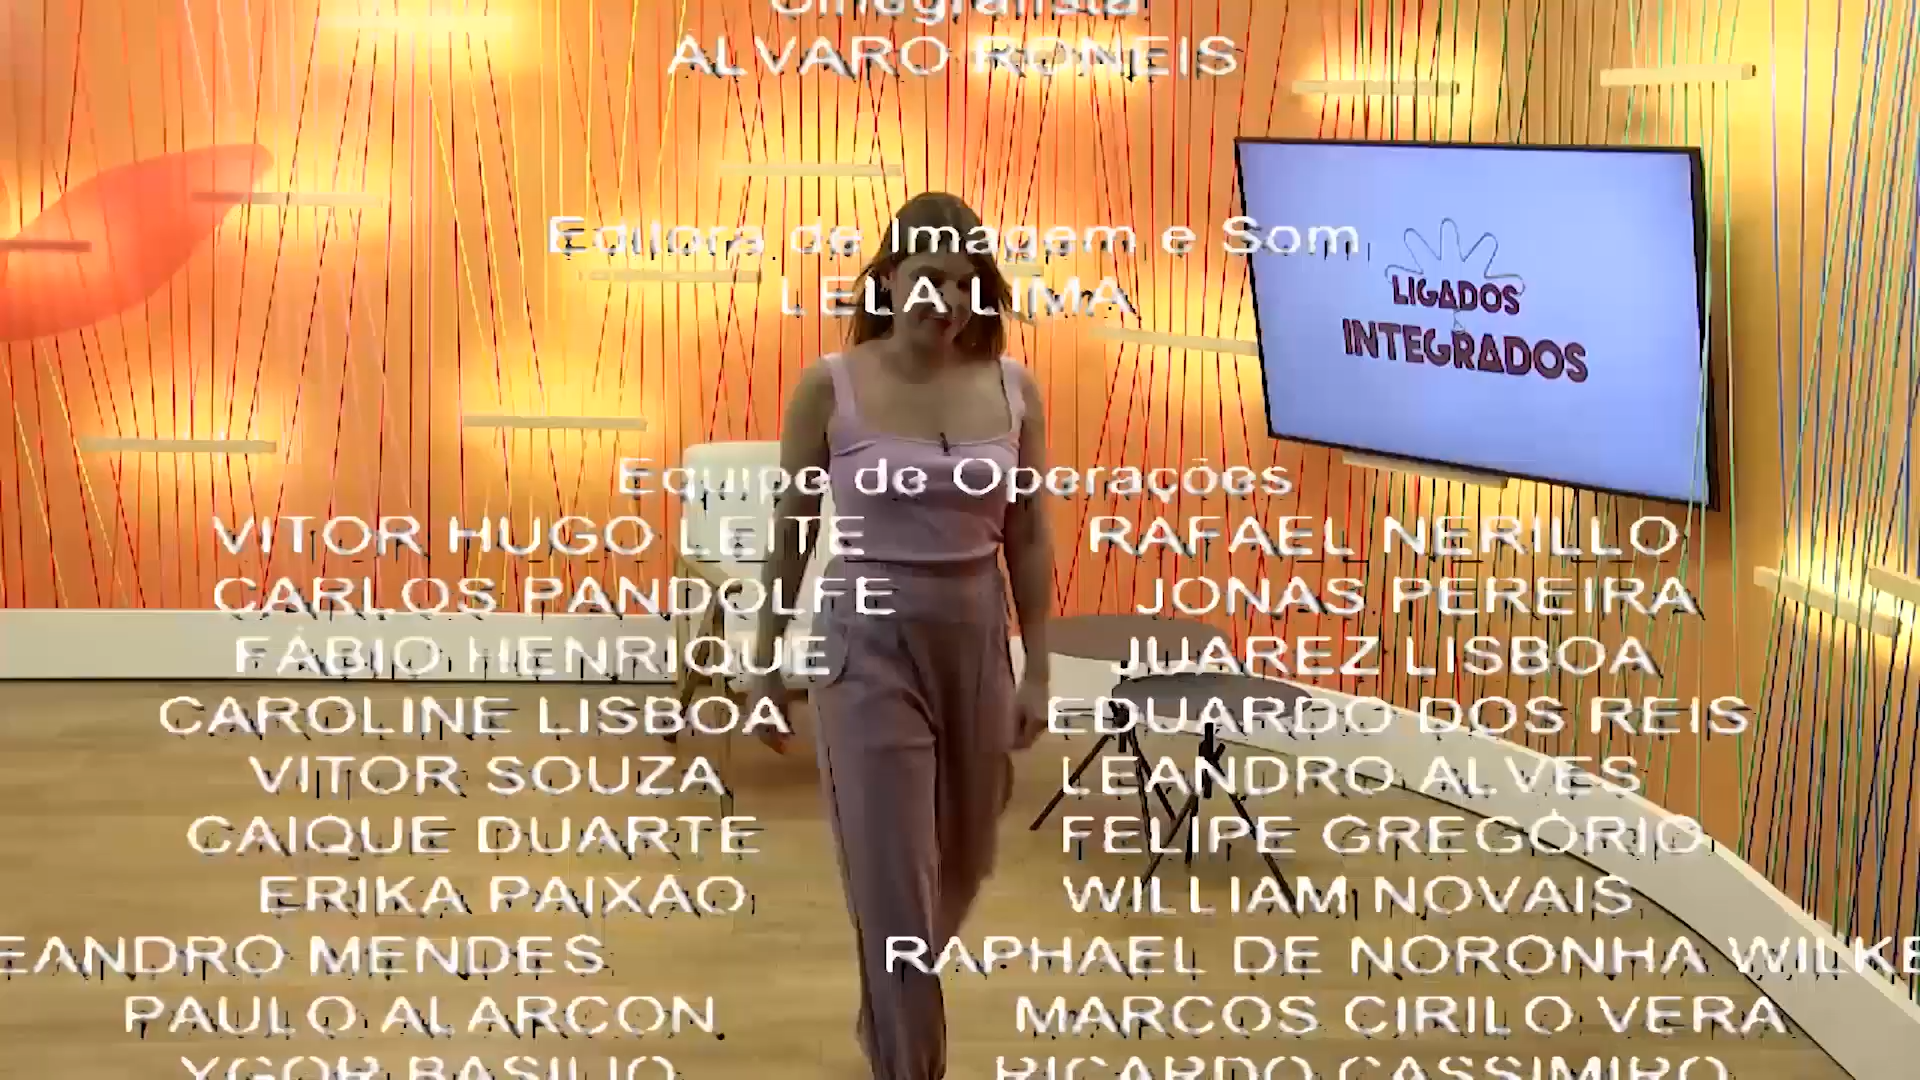 Cinegrafista
ÁLVARO RONEIS
Editora de Imagem e Som
LELA LIMA
LIGADOS
INTEGRADOS
Equipe de Operações
VITOR HUGO LEITE RAFAEL NERILLO
CARLOS PANDOLFE JONAS PEREIRA
FÁBIO HENRIQUE JUAREZ LISBOA
CAROLINE LISBOA EDUARDO DOS REIS
VITOR SOUZA LEANDRO ALVES
CAIQUE DUARTE FELIPE GREGÓRIO
ERIKA PAIXÃO WILLIAM NOVAIS
EANDRO MENDES RAPHAEL DE NORONHA WILKE
PAULO ALARCON MARCOS CIRILO VERA
YGOR BASILIO RICARDO CASSIMIRO